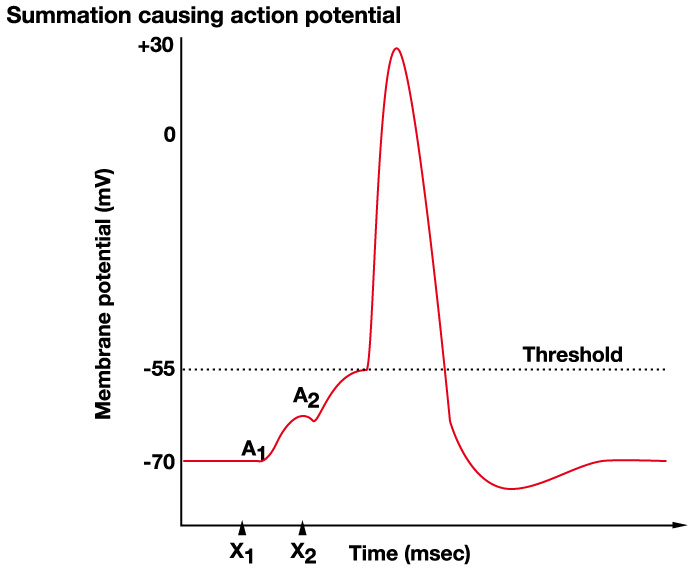 Summation causing action potential
+30
0
Membrane potential (mV)
-55
Threshold
A2
A1
-70
X1
X2
Time (msec)